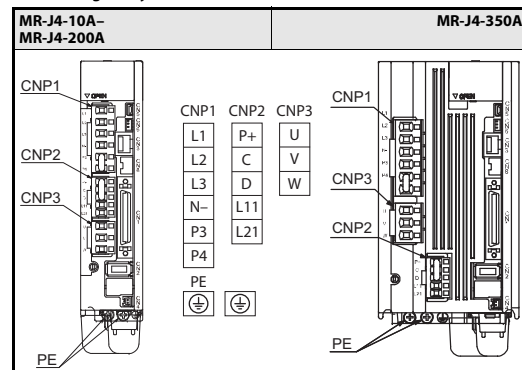 MR-J4-10A–
MR-J4-200A
MR-J4-350A
CNP1
CNP2
CNP3
PE
CNP1 CNP2 CNP3
L1 P+ U
L2 C V
L3 D W
N– L11
P3 L21
P4
PE
CNP1
CNP3
CNP2
PE